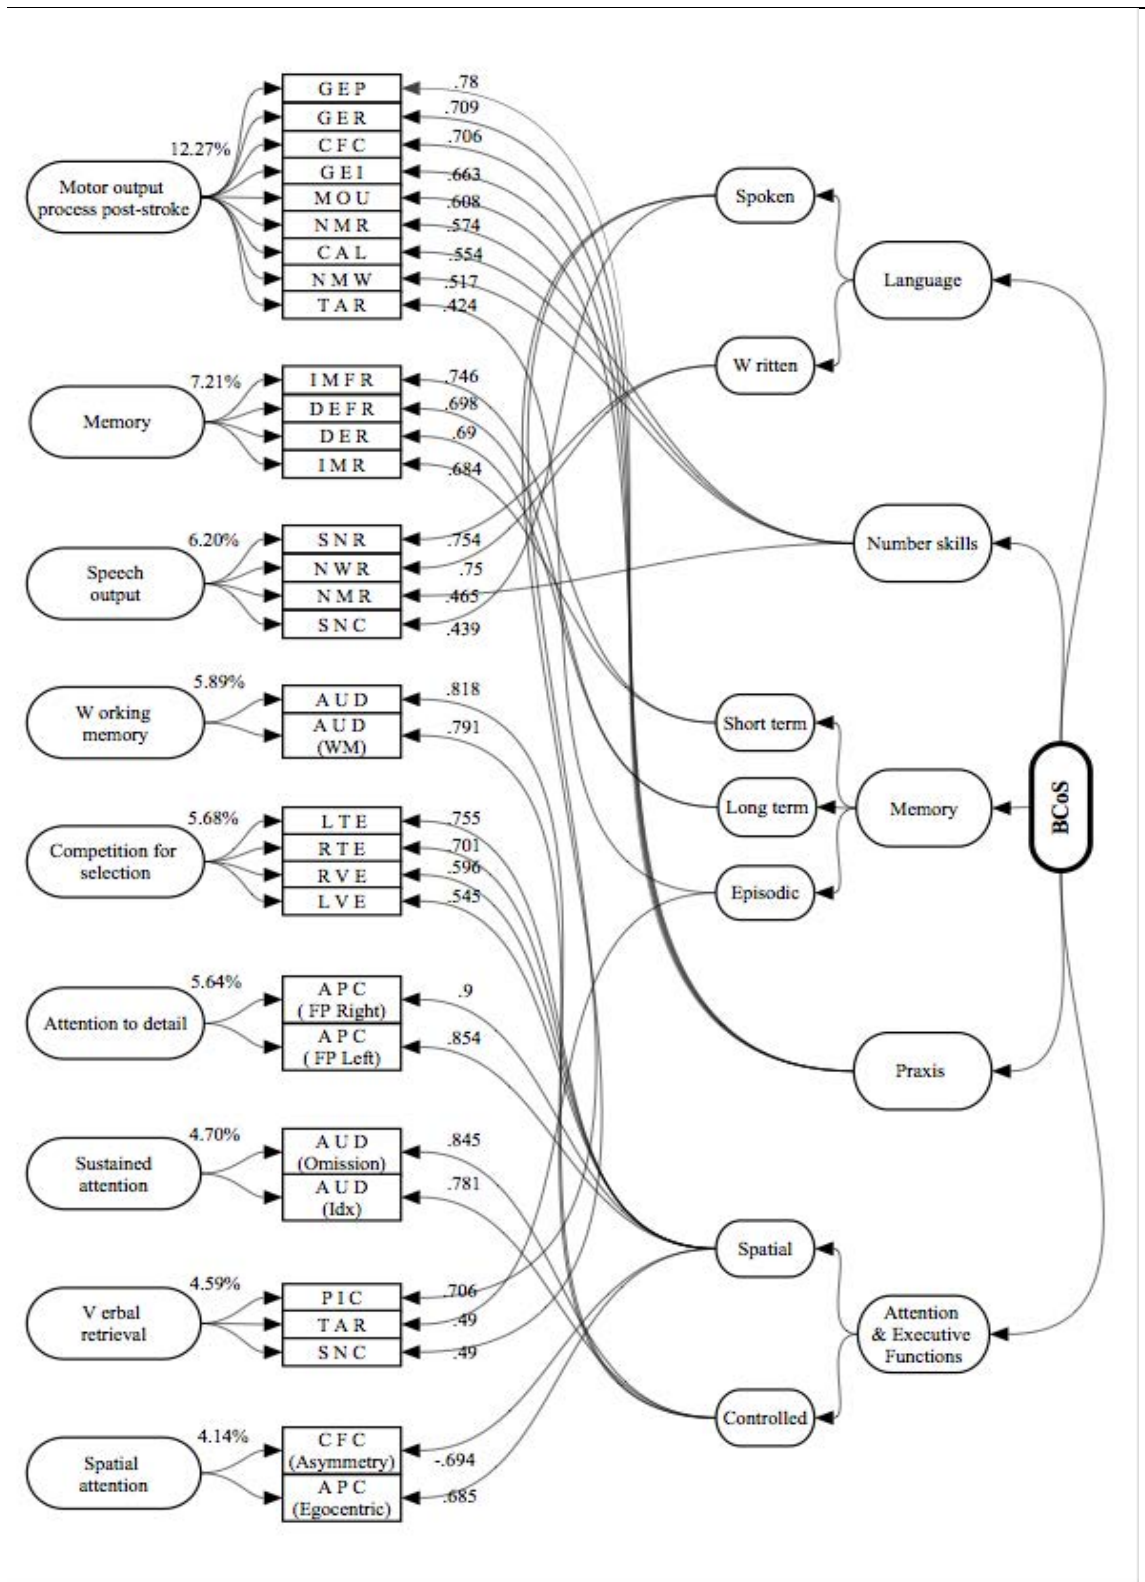 12.27%
Motor output
process post-stroke
G E P
G E R
C F C
G E I
M O U
N M R
C A L
N M W
T A R
.78
.709
.706
.663
.608
.574
.554
.517
.424
7.21%
Memory
I M F R
D E F R
D E R
I M R
.746
.698
.69
.684
6.20%
Speech
output
S N R
N W R
N M R
S N C
.754
.75
.465
.439
5.89%
W orking
memory
A U D
A U D
(WM)
.818
.791
5.68%
Competition for
selection
L T E
R T E
R V E
L V E
.755
.701
.596
.545
5.64%
Attention to detail
A P C
( FP Right)
A P C
( FP Left)
.9
.854
4.70%
Sustained
attention
A U D
(Omission)
A U D
(Idx)
.845
.781
4.59%
V erbal
retrieval
P I C
T A R
S N C
.706
.49
.49
4.14%
Spatial
attention
C F C
(Asymmetry)
A P C
(Egocentric)
-.694
.685
Spoken
W ritten
Short term
Long term
Episodic
Spatial
Controlled
Language
Number skills
Memory
Praxis
Attention
& Executive
Functions
BCoS